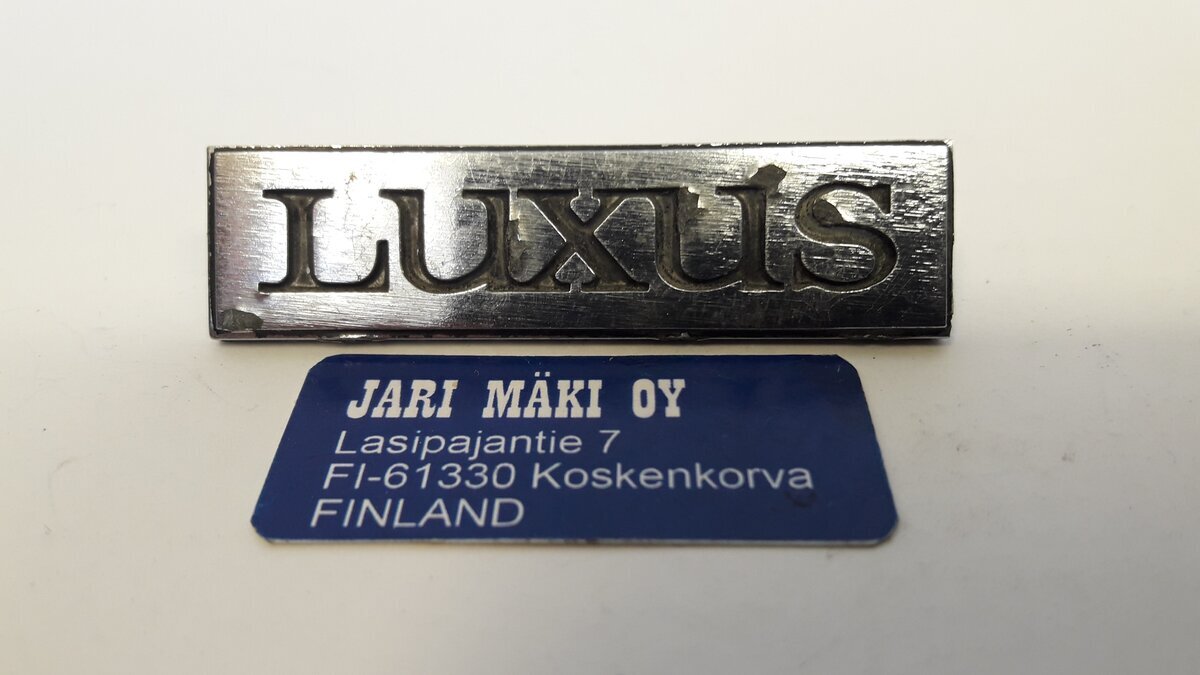 LUXUS
JARI MÄKI OY
Lasipajantie 7
FI-61330 Koskenkorva
FINLAND